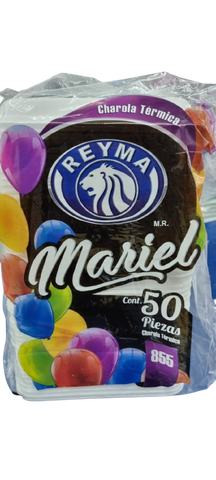 Charola Térmica
REYMA
M.R.
Mariel
Cont. 50
Piezas
Charola Térmica
855